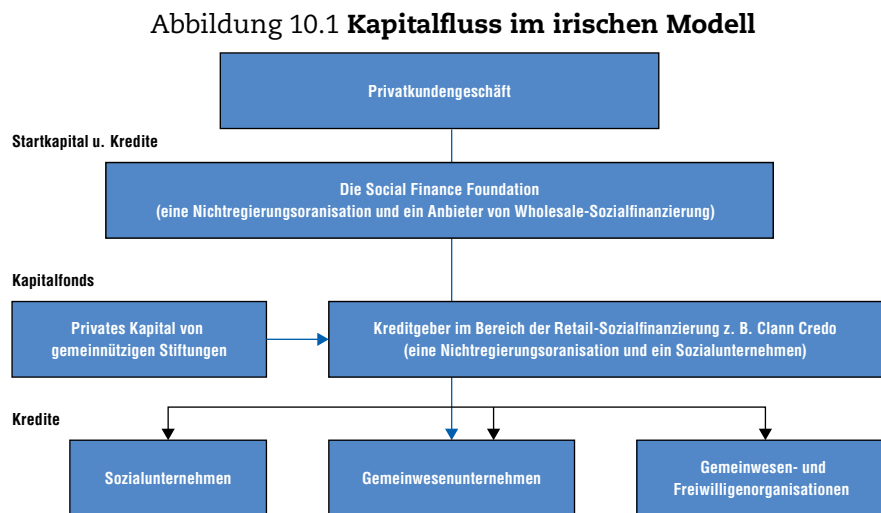 Abbildung 10.1 Kapitalfluss im irischen Modell
Privatkundengeschäft
Startkapital u. Kredite
Die Social Finance Foundation
(eine Nichtregierungsoranisation und ein Anbieter von Wholesale-Sozialfinanzierung)
Kapitalfonds
Privates Kapital von
gemeinnützigen Stiftungen
Kreditgeber im Bereich der Retail-Sozialfinanzierung z. B. Clann Credo
(eine Nichtregierungsoranisation und ein Sozialunternehmen)
Kredite
Sozialunternehmen
Gemeinwesenunternehmen
Gemeinwesen- und
Freiwilligenorganisationen